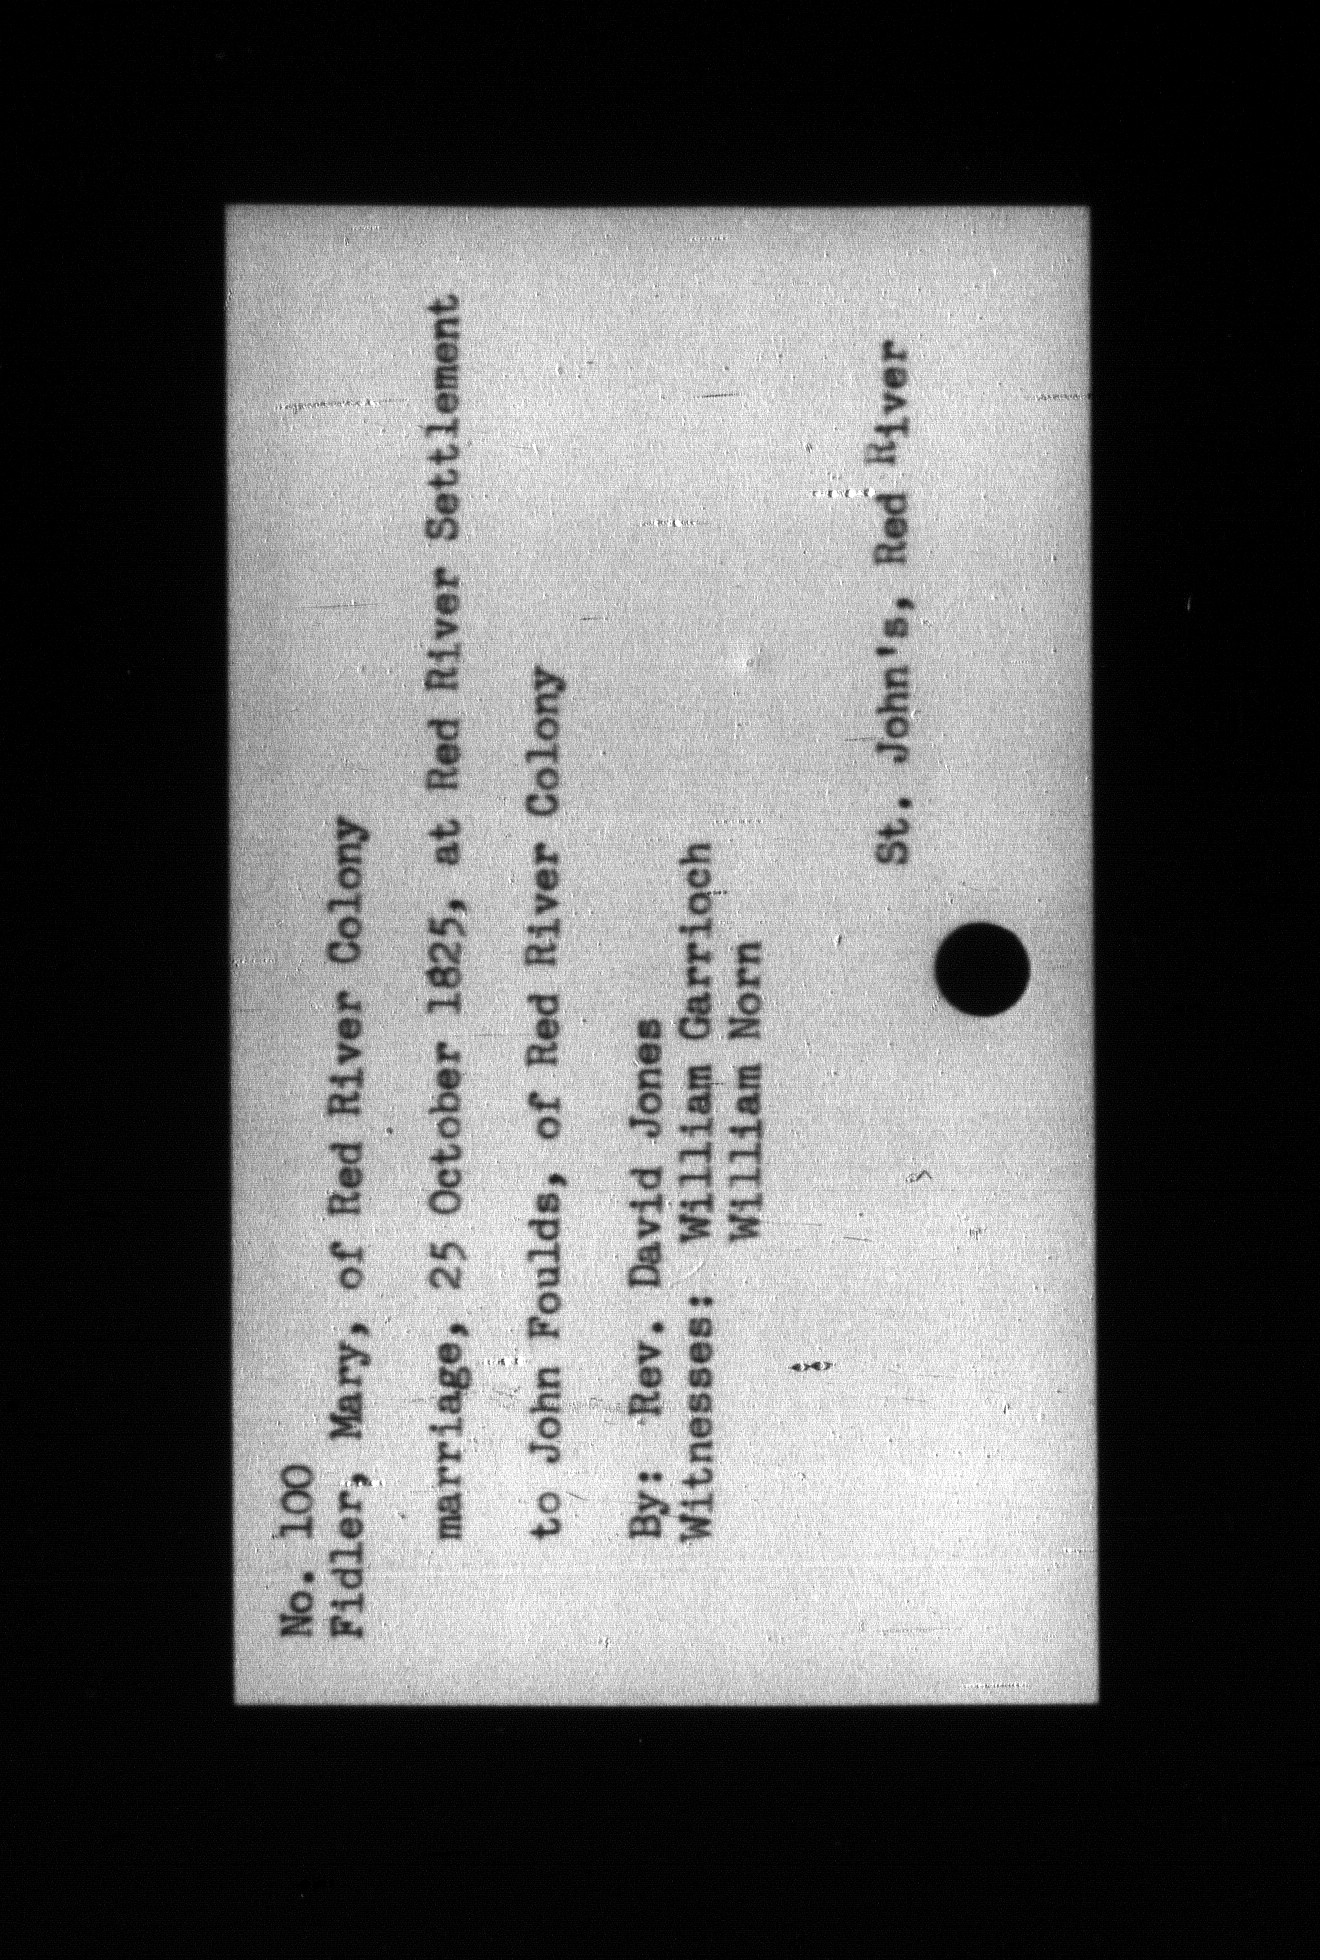 No. 100
Fidler, Mary, of Red River Colony
marriage, 25 October 1825, at Red River Settlement
to John Foulds, of Red River Colony
By: Rev. David Jones
Witnesses: William Garrioch
William Norn
St. John's, Red River